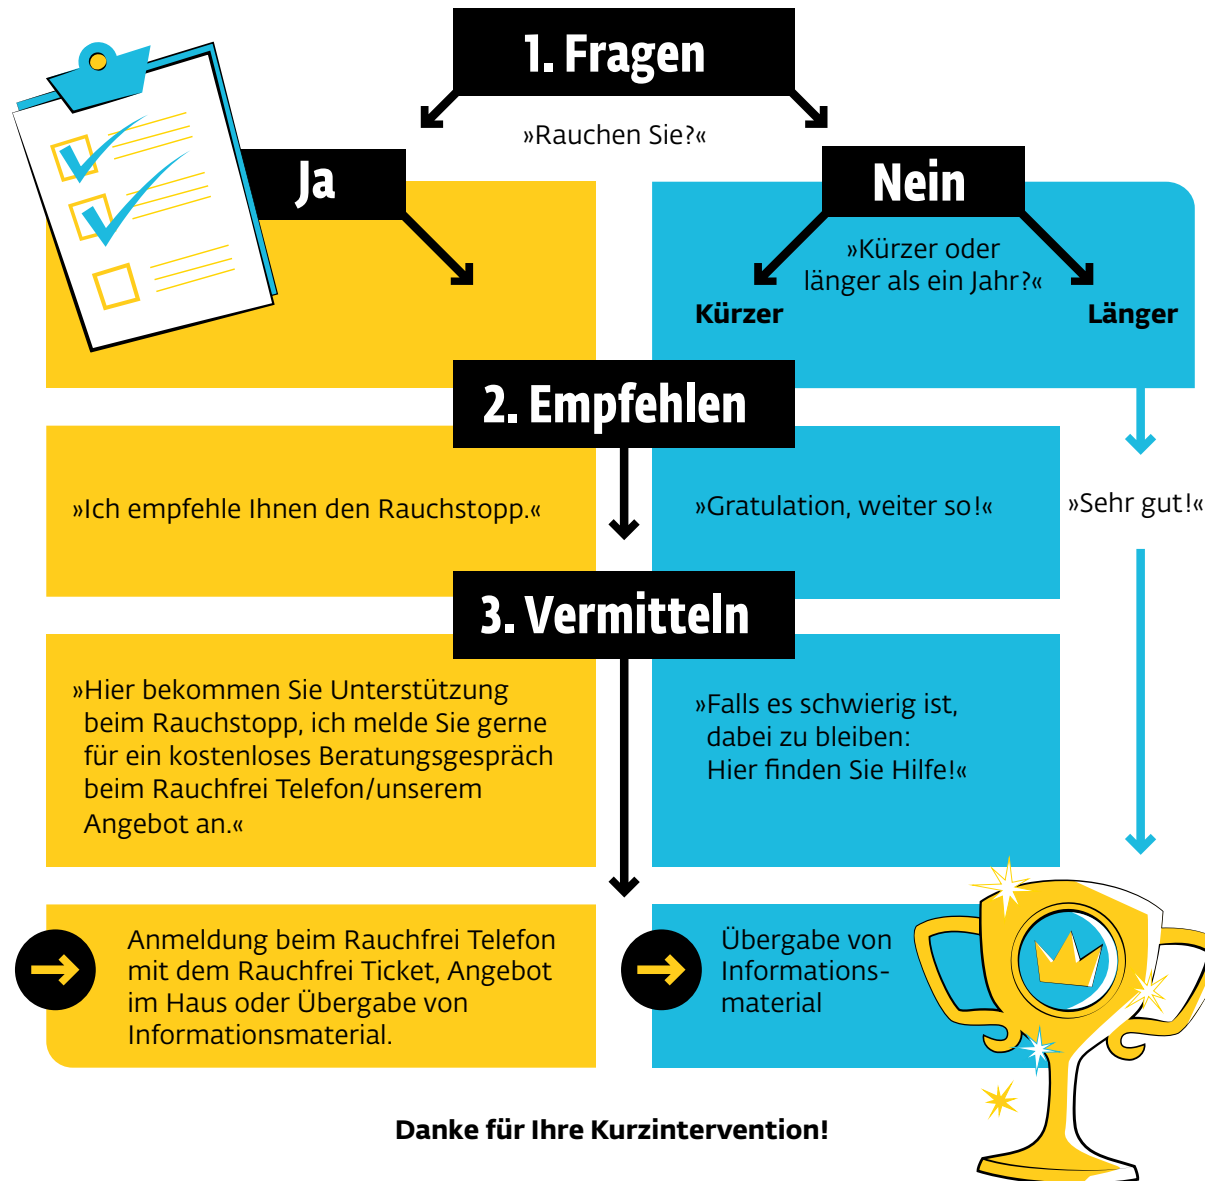 1. Fragen
»Rauchen Sie?«
Ja
Nein
»Kürzer oder
länger als ein Jahr?«
Kürzer
Länger
2. Empfehlen
»Ich empfehle Ihnen den Rauchstopp.«
»Gratulation, weiter so!«
»Sehr gut!«
3. Vermitteln
»Hier bekommen Sie Unterstützung
beim Rauchstopp, ich melde Sie gerne
für ein kostenloses Beratungsgespräch
beim Rauchfrei Telefon/unserem
Angebot an.«
»Falls es schwierig ist,
dabei zu bleiben:
Hier finden Sie Hilfe!«
Anmeldung beim Rauchfrei Telefon
mit dem Rauchfrei Ticket, Angebot
im Haus oder Übergabe von
Informationsmaterial.
Übergabe von
Informations-
material
Danke für Ihre Kurzintervention!